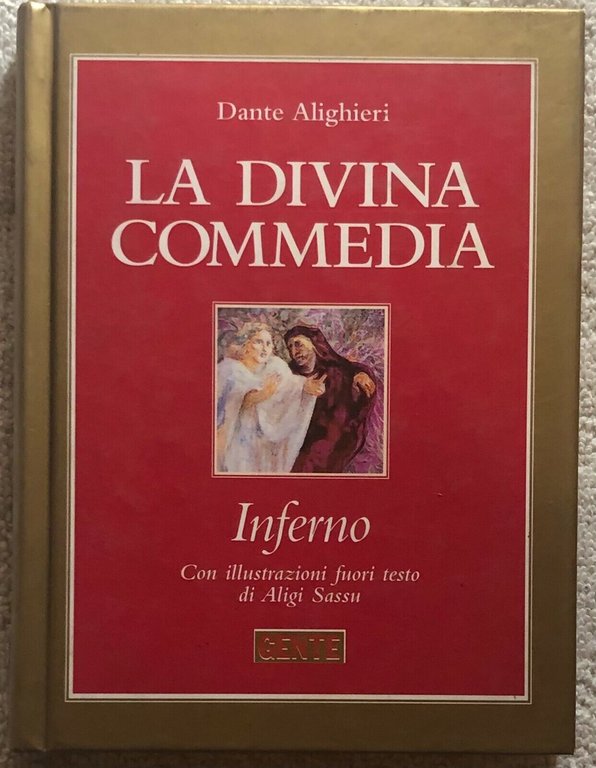 Dante Alighieri
LA DIVINA
COMMEDIA
Inferno
Con illustrazioni fuori testo
di Aligi Sassu
GENTE